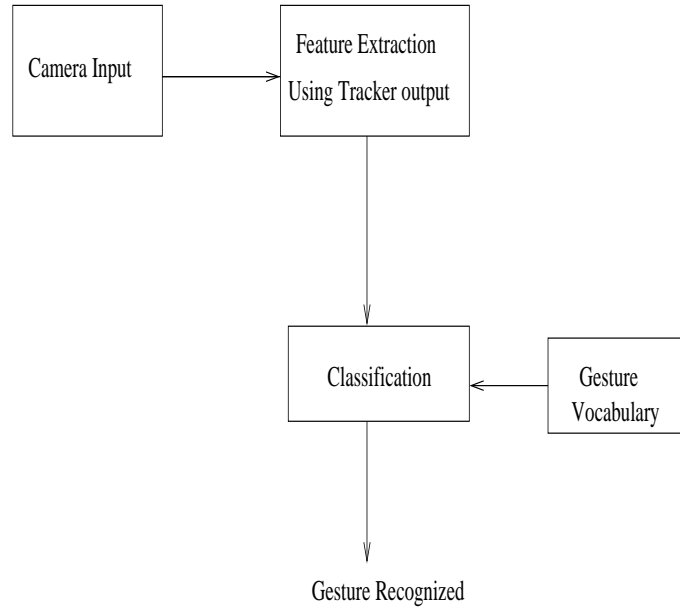 Camera Input
Feature Extraction
Using Tracker output
Classification
Gesture
Vocabulary
Gesture Recognized